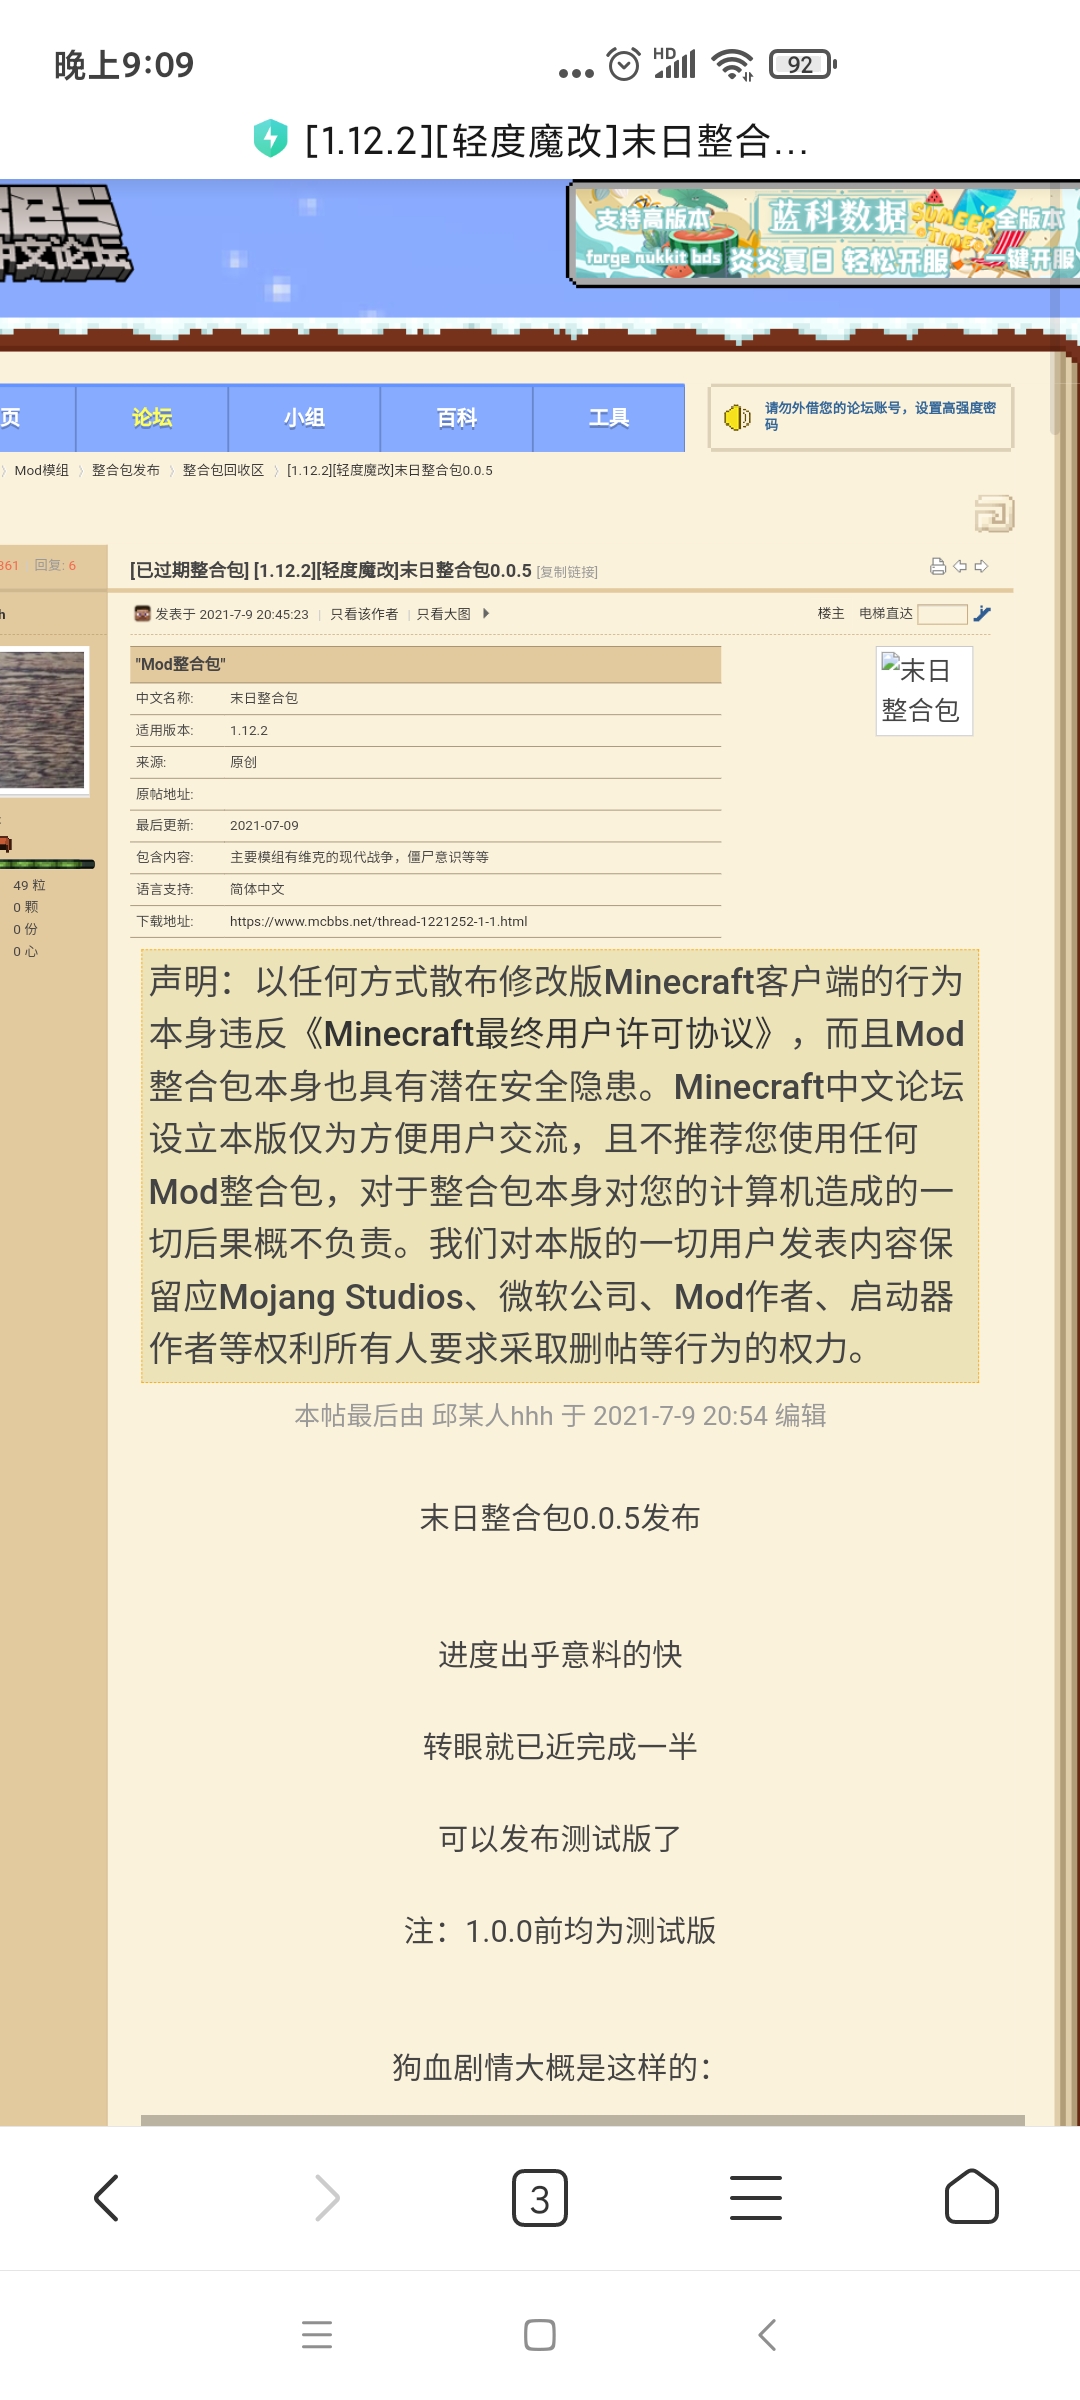 晚上9:09
HD
92
[1.12.2][轻度魔改]末日整合...
中文论坛
支持高版本
蓝科数据
SUMEER TIME
全版本
forge nukkit bds
炎炎夏日 轻松开服
一键开服
页
论坛
小组
百科
工具
请勿外借您的论坛账号，设置高强度密
码
〉Mod模组 〉整合包发布 〉整合包回收区 〉[1.12.2][轻度魔改]末日整合包0.0.5
361 回复: 6
[已过期整合包] [1.12.2][轻度魔改]末日整合包0.0.5 [复制链接]
h
发表于 2021-7-9 20:45:23 | 只看该作者 | 只看大图
楼主 电梯直达
"Mod整合包"
中文名称: 末日整合包
适用版本: 1.12.2
来源: 原创
原帖地址:
最后更新: 2021-07-09
包含内容: 主要模组有维克的现代战争，僵尸意识等等
语言支持: 简体中文
下载地址: https://www.mcbbs.net/thread-1221252-1-1.html
末日
整合包
49 粒
0 颗
0 份
0 心
声明：以任何方式散布修改版Minecraft客户端的行为
本身违反《Minecraft最终用户许可协议》，而且Mod
整合包本身也具有潜在安全隐患。Minecraft中文论坛
设立本版仅为方便用户交流，且不推荐您使用任何
Mod整合包，对于整合包本身对您的计算机造成的一
切后果概不负责。我们对本版的一切用户发表内容保
留应Mojang Studios、微软公司、Mod作者、启动器
作者等权利所有人要求采取删帖等行为的权力。
本帖最后由 邱某人hhh 于 2021-7-9 20:54 编辑
末日整合包0.0.5发布
进度出乎意料的快
转眼就已近完成一半
可以发布测试版了
注：1.0.0前均为测试版
狗血剧情大概是这样的：
3